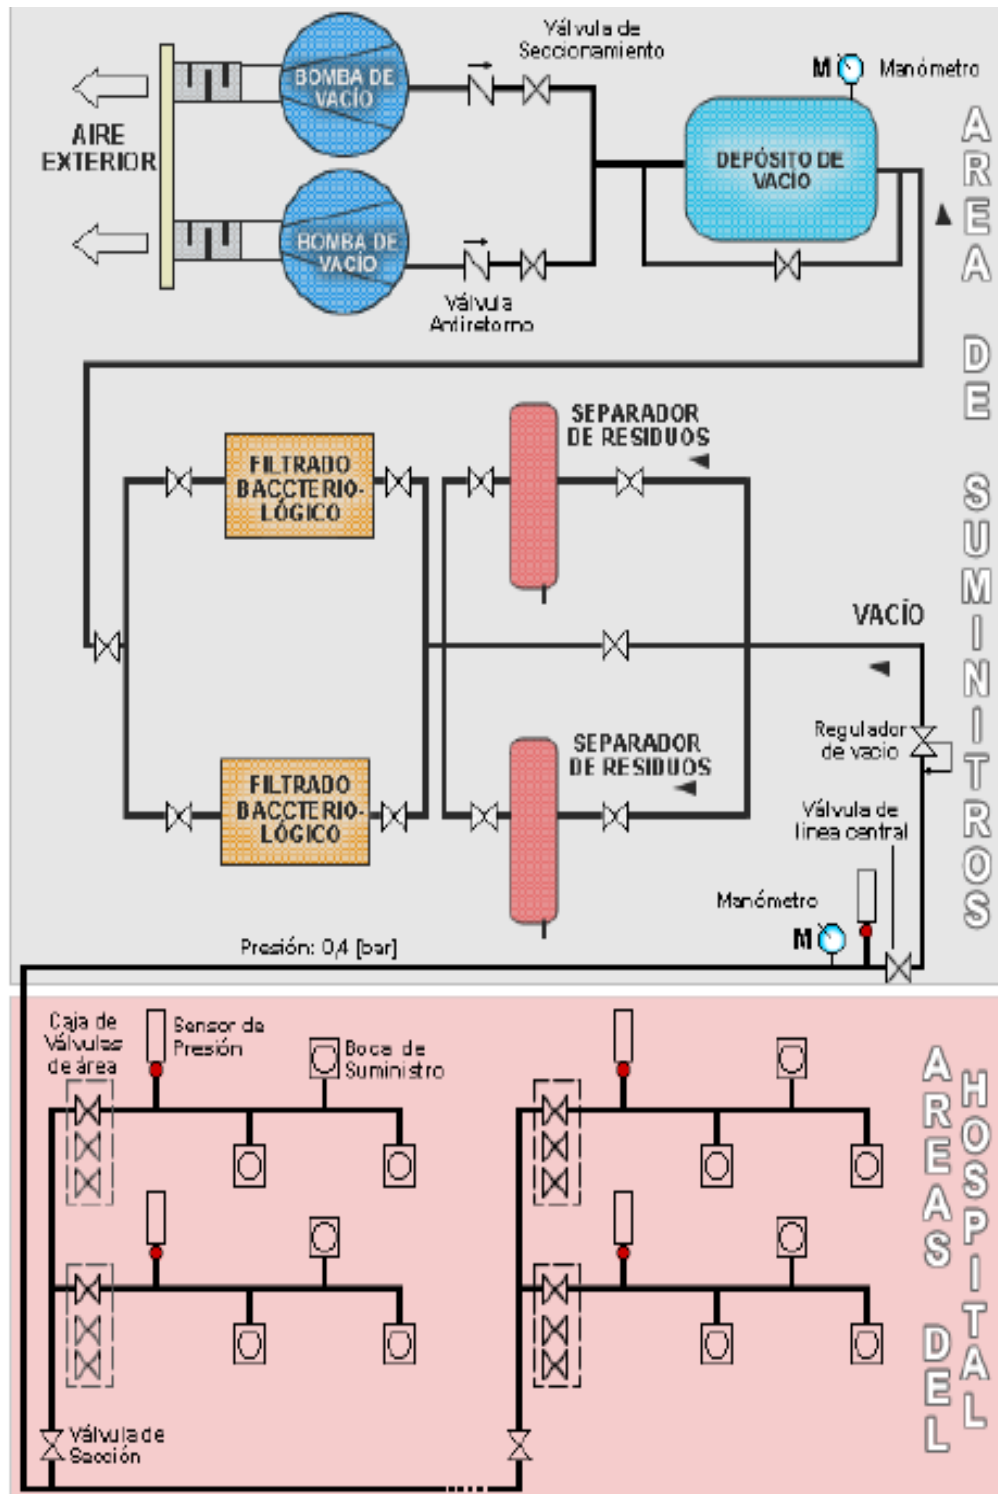 Válvula de
Seccionamiento
BOMBA DE
VACÍO
M
Manómetro
AIRE
EXTERIOR
DEPÓSITO DE
VACÍO
BOMBA DE
VACÍO
Válvula
Antiretorno
AREA DE SUMINITROS
SEPARADOR
DE RESIDUOS
FILTRADO
BACCTERIO-
LÓGICO
VACÍO
Regulador
de vacio
SEPARADOR
DE RESIDUOS
FILTRADO
BACCTERIO-
LÓGICO
Válvula de
línea central
Manómetro
M
Presión: 0,4 [bar]
Caja de
Válvulas
de área
Sensor de
Presión
Boca de
Suministro
AREAS DEL
HOSPITAL
Válvula de
Sección